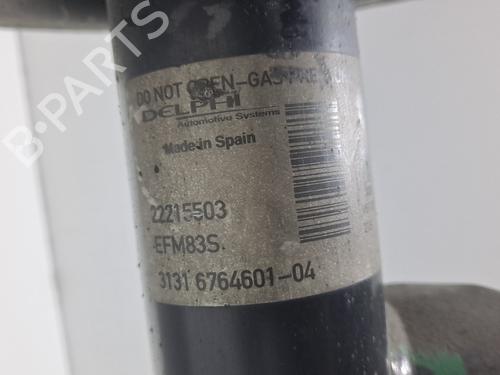 DO NOT OPEN-GAS
DELPHI
Automotive Systems
Made in Spain
22215503
EFM83S.
3131 6764601-04
B-PARTS